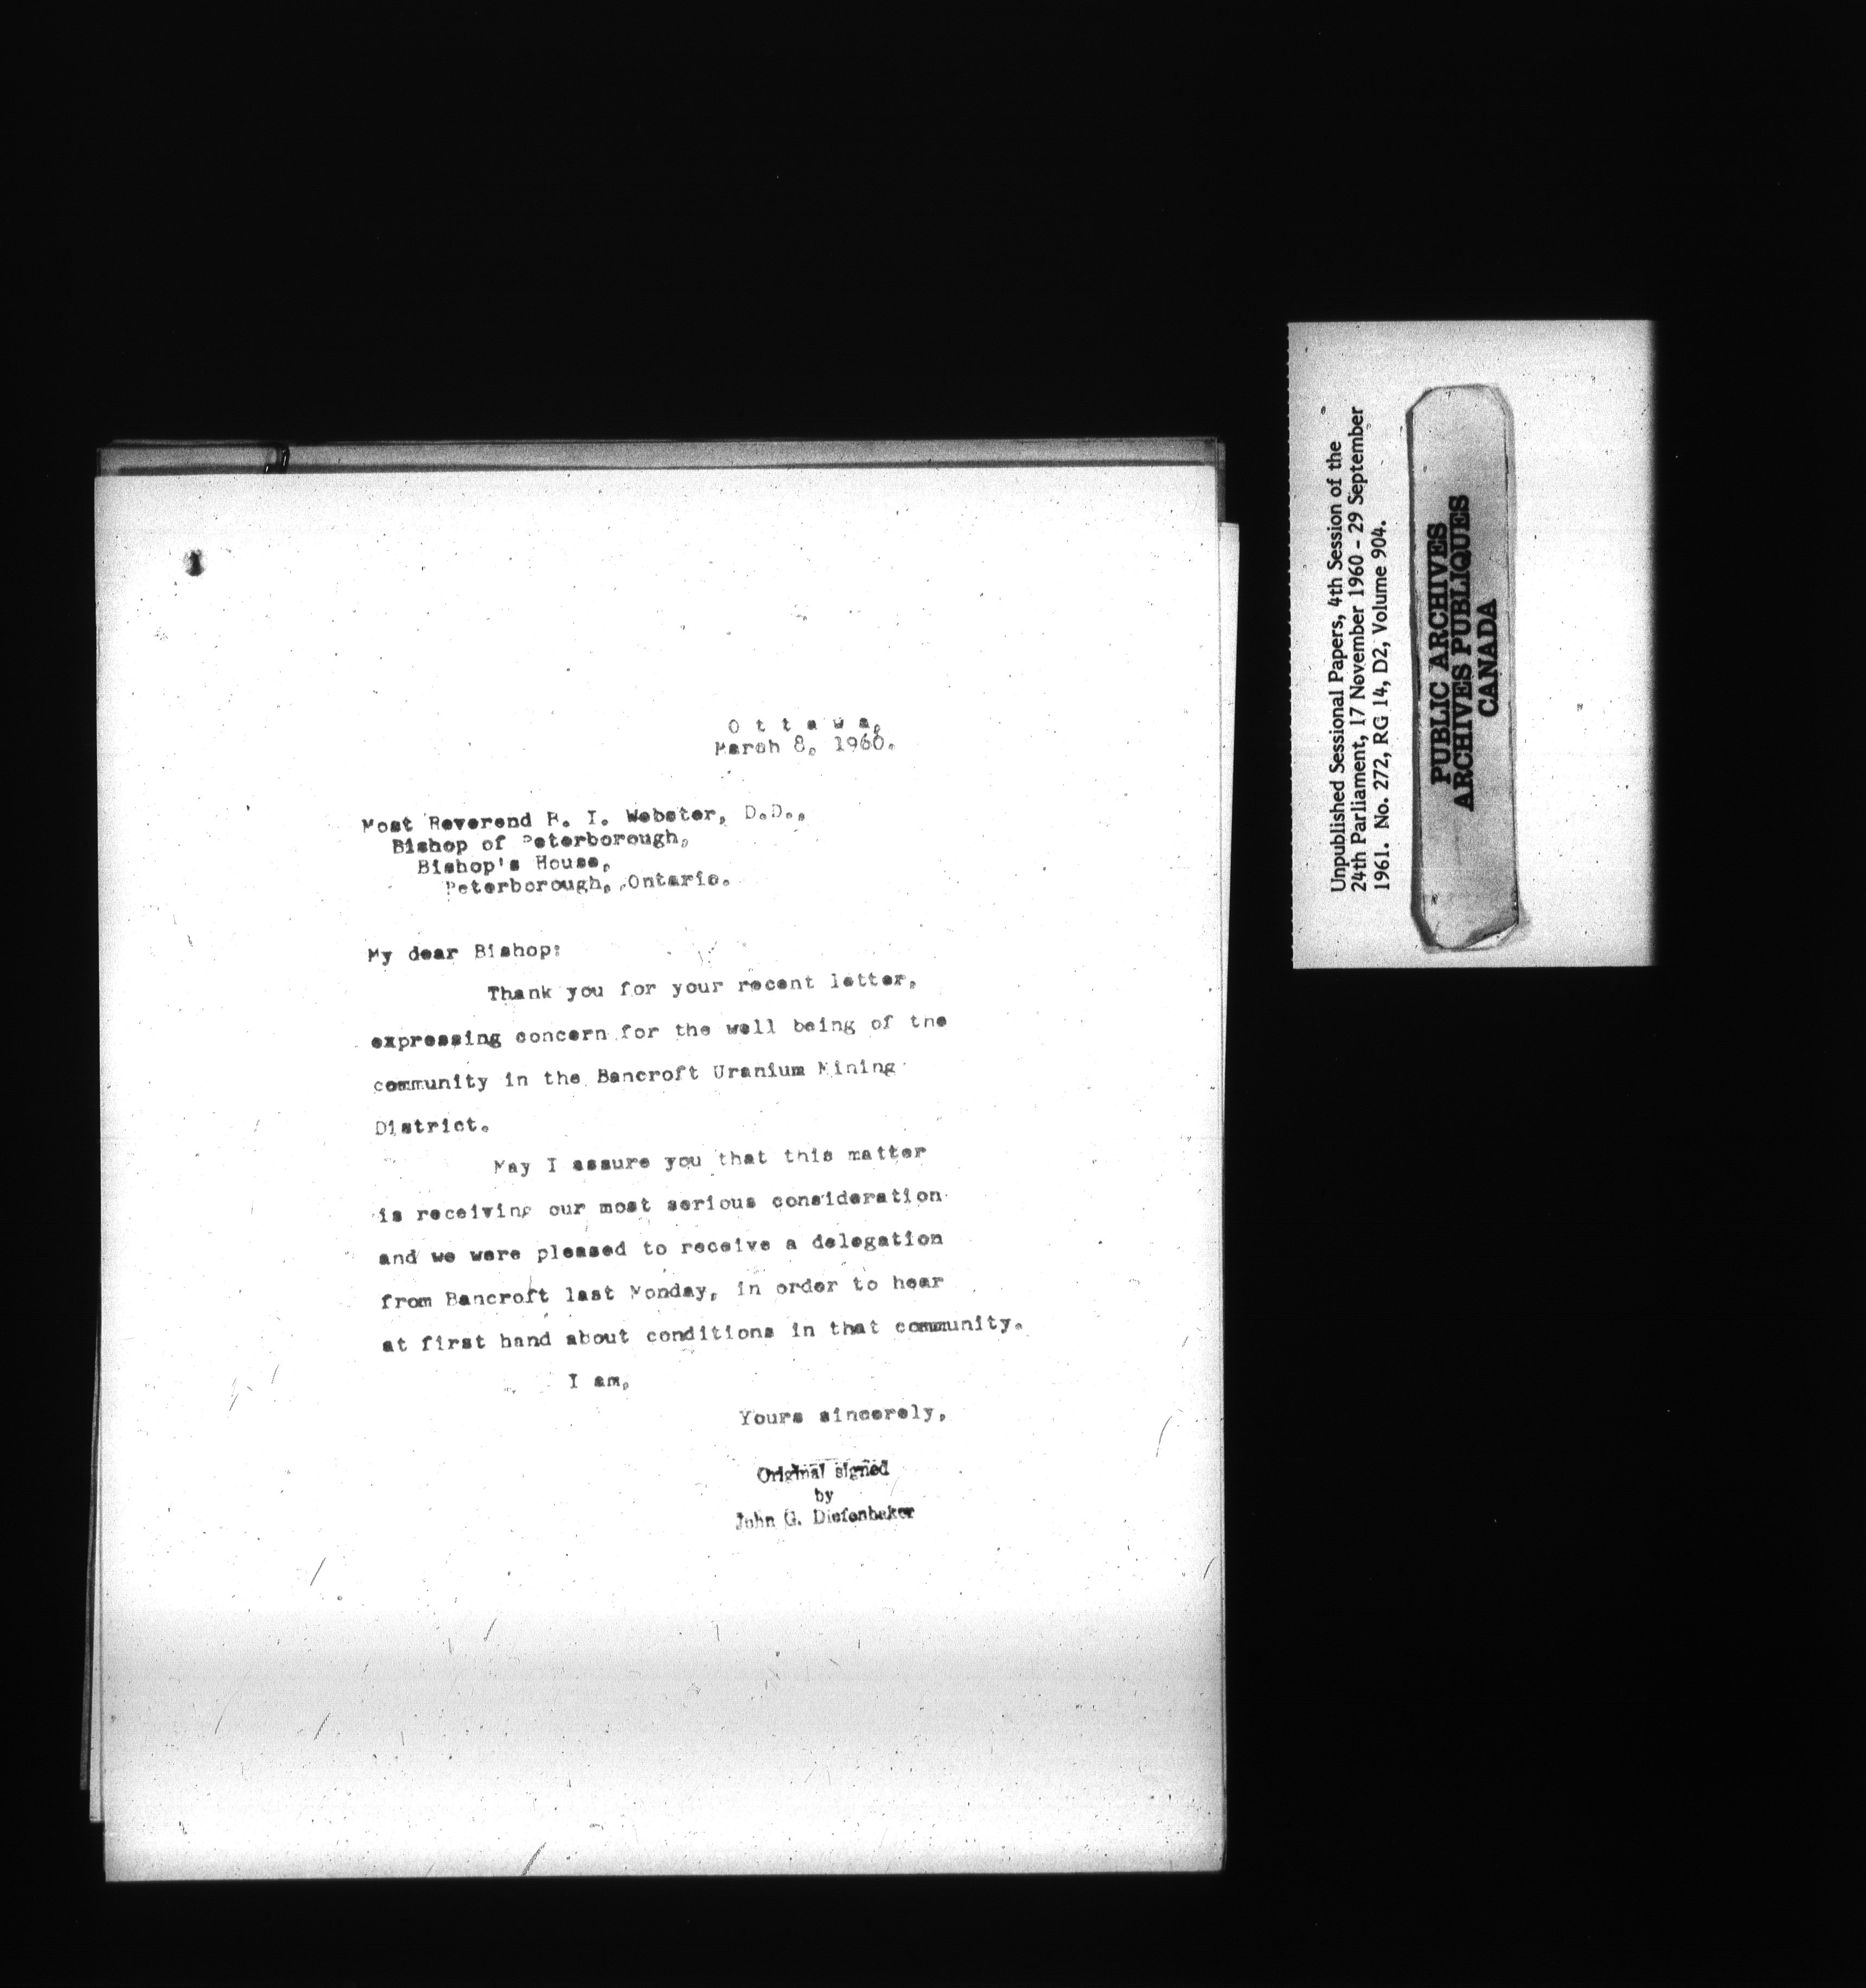 O t t a w a,
March 8, 1960.
Most Reverend B. I. Webster, D.D.,
Bishop of Peterborough,
Bishop's House,
Peterborough, Ontario.
My dear Bishop:
Thank you for your recent letter,
expressing concern for the well being of the
community in the Bancroft Uranium Mining
District.
May I assure you that this matter
is receiving our most serious consideration
and we were pleased to receive a delegation
from Bancroft last Monday, in order to hear
at first hand about conditions in that community.
I am,
Yours sincerely,
Original signed
by
John G. Diefenbaker
Unpublished Sessional Papers, 4th Session of the
24th Parliament, 17 November 1960 - 29 September
1961. No. 272, RG 14, D2, Volume 904.
PUBLIC ARCHIVES
ARCHIVES PUBLIQUES
CANADA